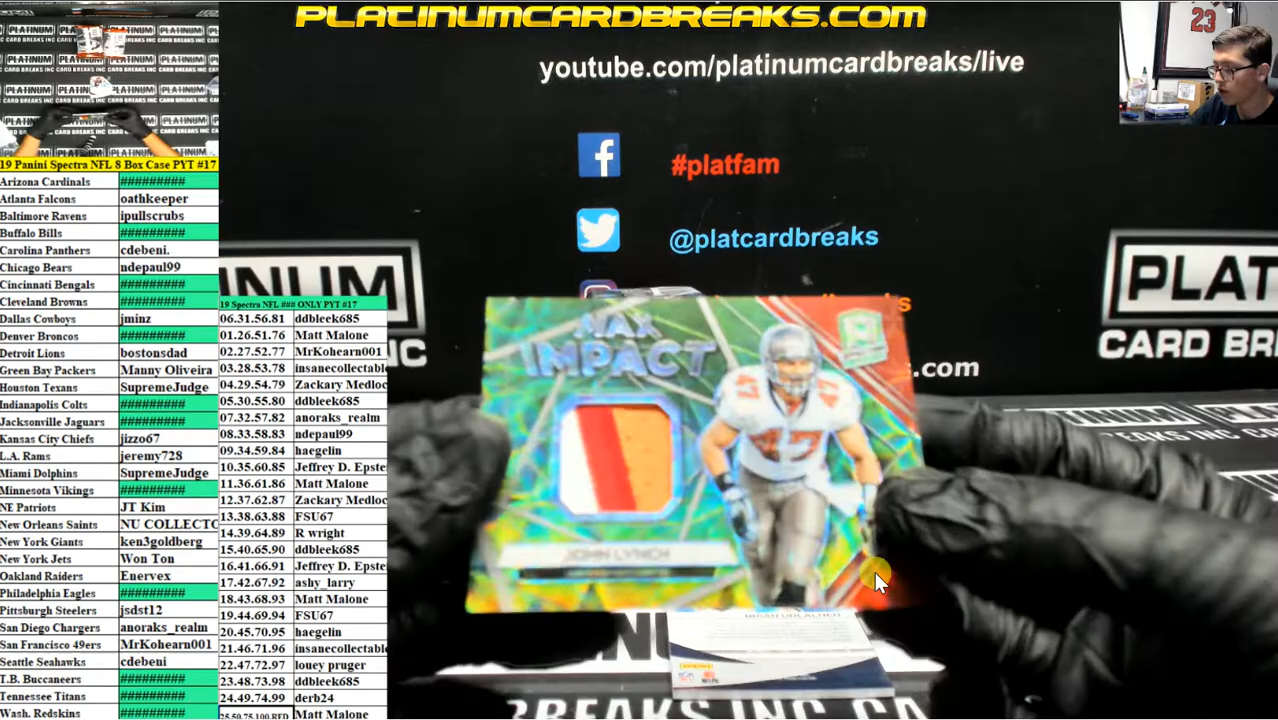 PLATINUMCARDBREAKS.COM
youtube.com/platinumcardbreaks/live
#platfam
@platcardbreaks
23
19 Panini Spectra NFL 8 Box Case PYT #17
Arizona Cardinals ##########
Atlanta Falcons oathkeeper
Baltimore Ravens ipullscrubs
Buffalo Bills ##########
Carolina Panthers cdebeni.
Chicago Bears ndepaul99
Cincinnati Bengals ##########
Cleveland Browns ##########
Dallas Cowboys jminz
Denver Broncos ##########
Detroit Lions bostonsdad
Green Bay Packers Manny Oliveira
Houston Texans SupremeJudge
Indianapolis Colts ##########
Jacksonville Jaguars ##########
Kansas City Chiefs jizzo67
L.A. Rams jeremy728
Miami Dolphins SupremeJudge
Minnesota Vikings ##########
NE Patriots JT Kim
New Orleans Saints NU COLLECTO
New York Giants ken3goldberg
New York Jets Won Ton
Oakland Raiders Enervex
Philadelphia Eagles ##########
Pittsburgh Steelers jsdst12
San Diego Chargers anoraks_realm
San Francisco 49ers MrKohearn001
Seattle Seahawks cdebeni
T.B. Buccaneers ##########
Tennessee Titans ##########
Wash. Redskins ##########
19 Spectra NFL ### ONLY PYT #17
06.31.56.81 ddbleek685
01.26.51.76 Matt Malone
02.27.52.77 MrKohearn001
03.28.53.78 insanecollectable
04.29.54.79 Zackary Medloc
05.30.55.80 ddbleek685
07.32.57.82 anoraks_realm
08.33.58.83 ndepaul99
09.34.59.84 haegelin
10.35.60.85 Jeffrey D. Epste
11.36.61.86 Matt Malone
12.37.62.87 Zackary Medloc
13.38.63.88 FSU67
14.39.64.89 R wright
15.40.65.90 ddbleek685
16.41.66.91 Jeffrey D. Epste
17.42.67.92 ashy_larry
18.43.68.93 Matt Malone
19.44.69.94 FSU67
20.45.70.95 haegelin
21.46.71.96 insanecollectable
22.47.72.97 louey pruger
23.48.73.98 ddbleek685
24.49.74.99 derb24
25.50.75.100.RED Matt Malone
MAX
IMPACT
47
47
47
JOHN LYNCH
.com
PLAT
CARD BRE